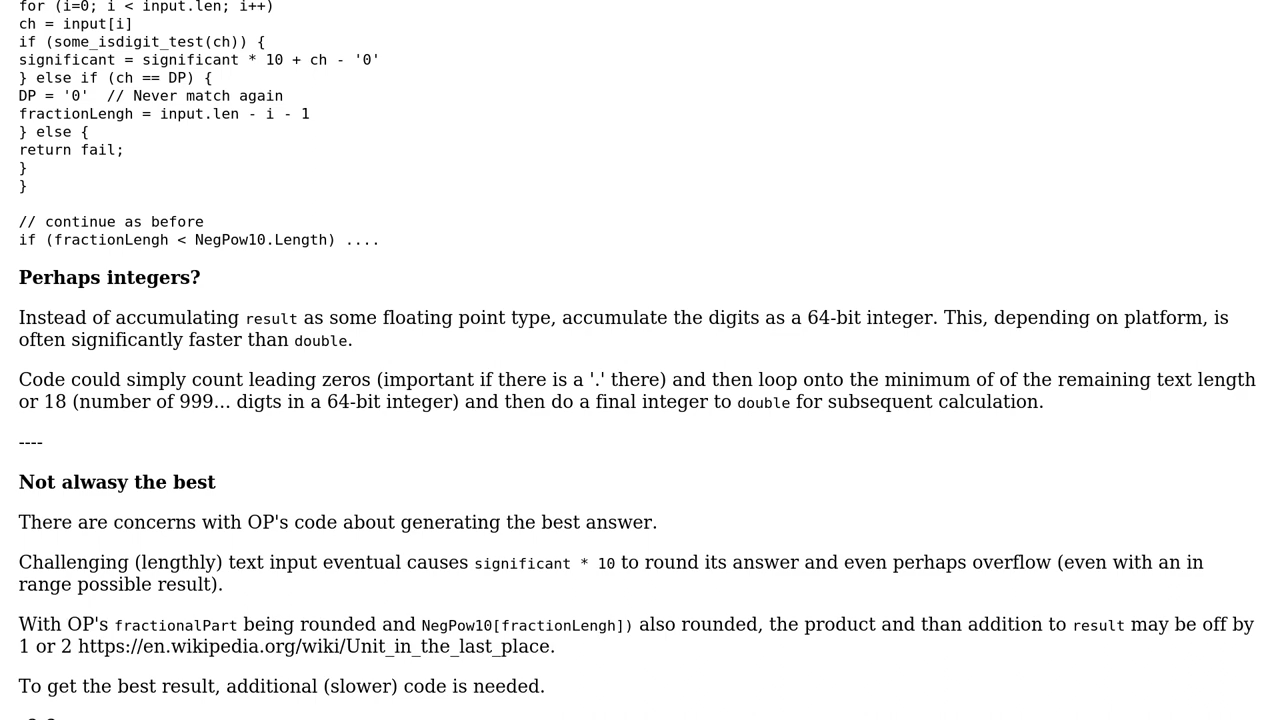 for (i=0; i < input.len; i++)
ch = input[i]
if (some_isdigit_test(ch)) {
significant = significant * 10 + ch - '0'
} else if (ch == DP) {
DP = '0'  // Never match again
fractionLengh = input.len - i - 1
} else {
return fail;
}
}

// continue as before
if (fractionLengh < NegPow10.Length) ....
Perhaps integers?
Instead of accumulating result as some floating point type, accumulate the digits as a 64-bit integer. This, depending on platform, is
often significantly faster than double.
Code could simply count leading zeros (important if there is a '.' there) and then loop onto the minimum of of the remaining text length
or 18 (number of 999... digts in a 64-bit integer) and then do a final integer to double for subsequent calculation.
----
Not alwasy the best
There are concerns with OP's code about generating the best answer.
Challenging (lengthly) text input eventual causes significant * 10 to round its answer and even perhaps overflow (even with an in
range possible result).
With OP's fractionalPart being rounded and NegPow10[fractionLengh]) also rounded, the product and than addition to result may be off by
1 or 2 https://en.wikipedia.org/wiki/Unit_in_the_last_place.
To get the best result, additional (slower) code is needed.